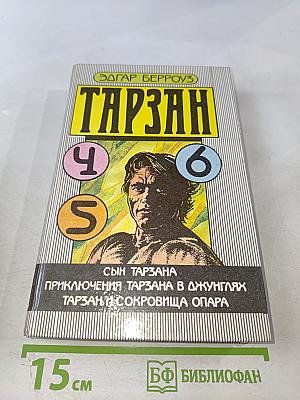 ЭДГАР БЕРРОУЗ
ТАРЗАН
4
6
5
СЫН ТАРЗАНА
ПРИКЛЮЧЕНИЯ ТАРЗАНА В ДЖУНГЛЯХ
ТАРЗАН И СОКРОВИЩА ОПАРА
15 см
БФ БИБЛИОФАН